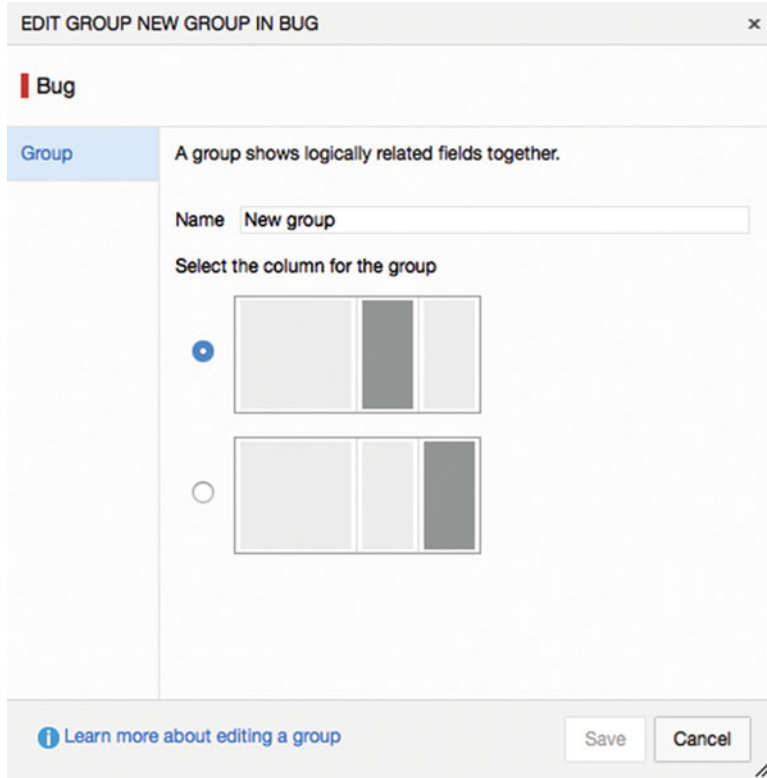 EDIT GROUP NEW GROUP IN BUG ×
Bug
Group
A group shows logically related fields together.
Name New group
Select the column for the group
Learn more about editing a group
Save Cancel